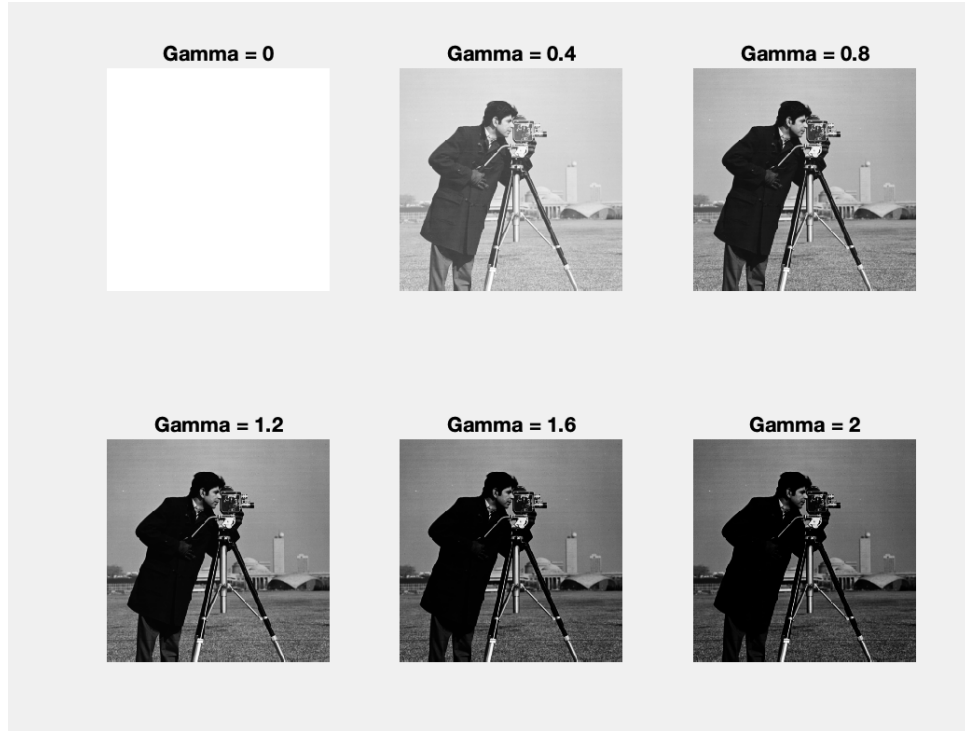 Gamma = 0
Gamma = 0.4
Gamma = 0.8
Gamma = 1.2
Gamma = 1.6
Gamma = 2